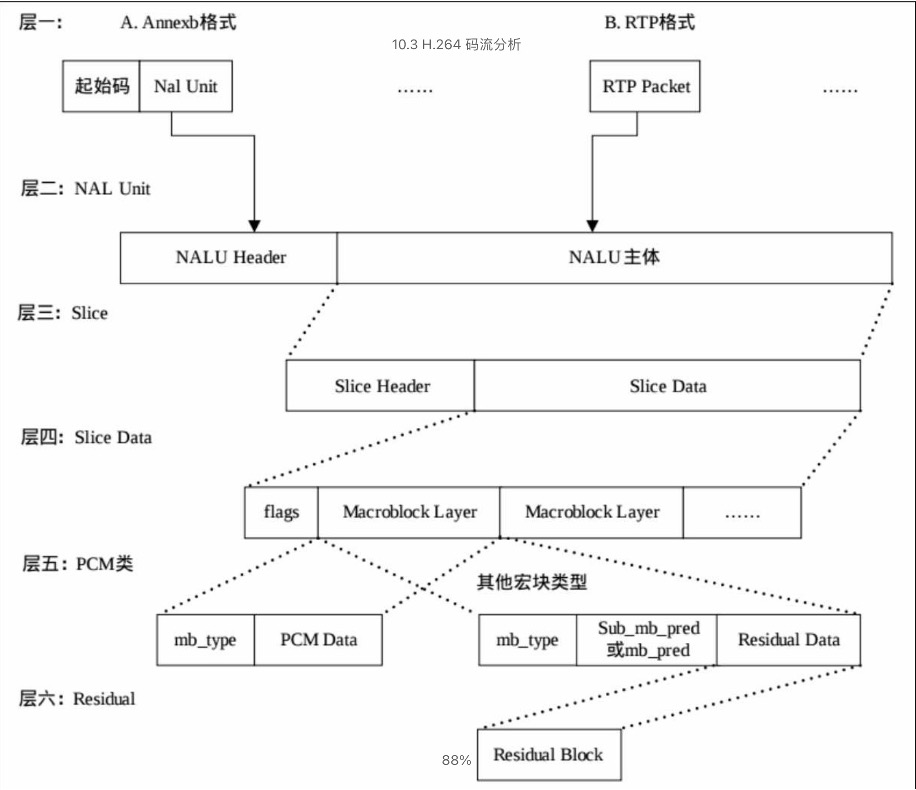 层一: A. Annexb格式 B. RTP格式
10.3 H.264 码流分析
起始码 Nal Unit …… RTP Packet ……
层二: NAL Unit
NALU Header NALU主体
层三: Slice
Slice Header Slice Data
层四: Slice Data
flags Macroblock Layer Macroblock Layer ……
层五: PCM类
其他宏块类型
mb_type PCM Data mb_type Sub_mb_pred
或mb_pred Residual Data
层六: Residual
88% Residual Block